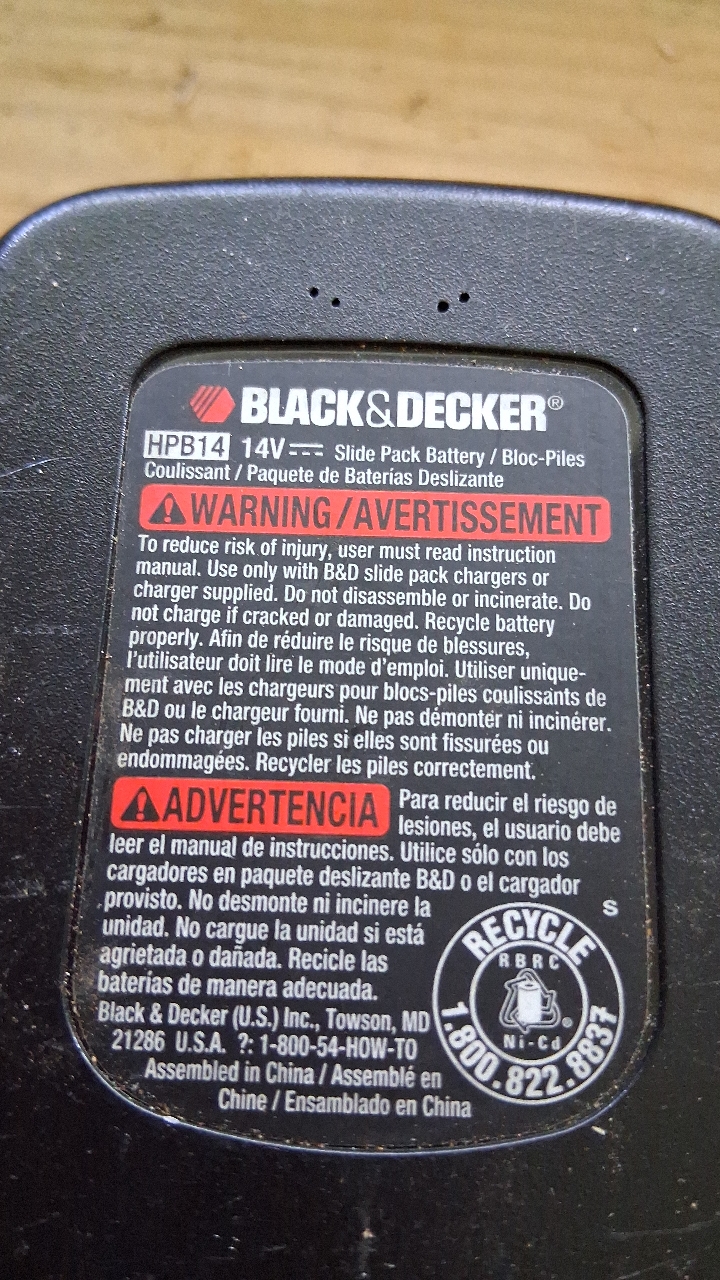 BLACK&DECKER®
HPB14 14V⎓ Slide Pack Battery / Bloc-Piles
Coulissant / Paquete de Baterías Deslizante
WARNING/AVERTISSEMENT
To reduce risk of injury, user must read instruction
manual. Use only with B&D slide pack chargers or
charger supplied. Do not disassemble or incinerate. Do
not charge if cracked or damaged. Recycle battery
properly. Afin de réduire le risque de blessures,
l'utilisateur doit lire le mode d'emploi. Utiliser unique-
ment avec les chargeurs pour blocs-piles coulissants de
B&D ou le chargeur fourni. Ne pas démonter ni incinérer.
Ne pas charger les piles si elles sont fissurées ou
endommagées. Recycler les piles correctement.
ADVERTENCIA Para reducir el riesgo de
lesiones, el usuario debe
leer el manual de instrucciones. Utilice sólo con los
cargadores en paquete deslizante B&D o el cargador
provisto. No desmonte ni incinere la
unidad. No cargue la unidad si está
agrietada o dañada. Recicle las
baterías de manera adecuada.
Black & Decker (U.S.) Inc., Towson, MD
21286 U.S.A. ?: 1-800-54-HOW-TO
Assembled in China / Assemblé en
Chine / Ensamblado en China
S
RECYCLE
RBRC
®
Ni-Cd
1.800.822.8837